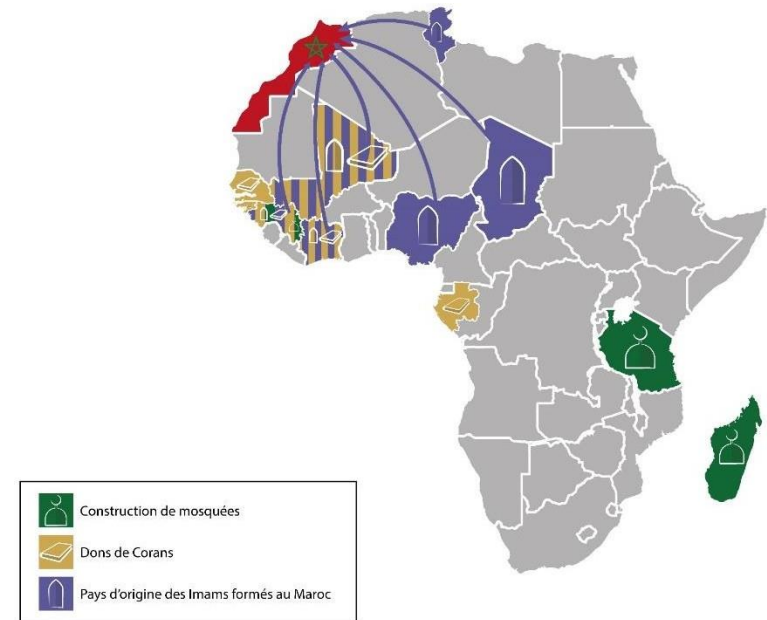 Construction de mosquées
Dons de Corans
Pays d'origine des Imams formés au Maroc